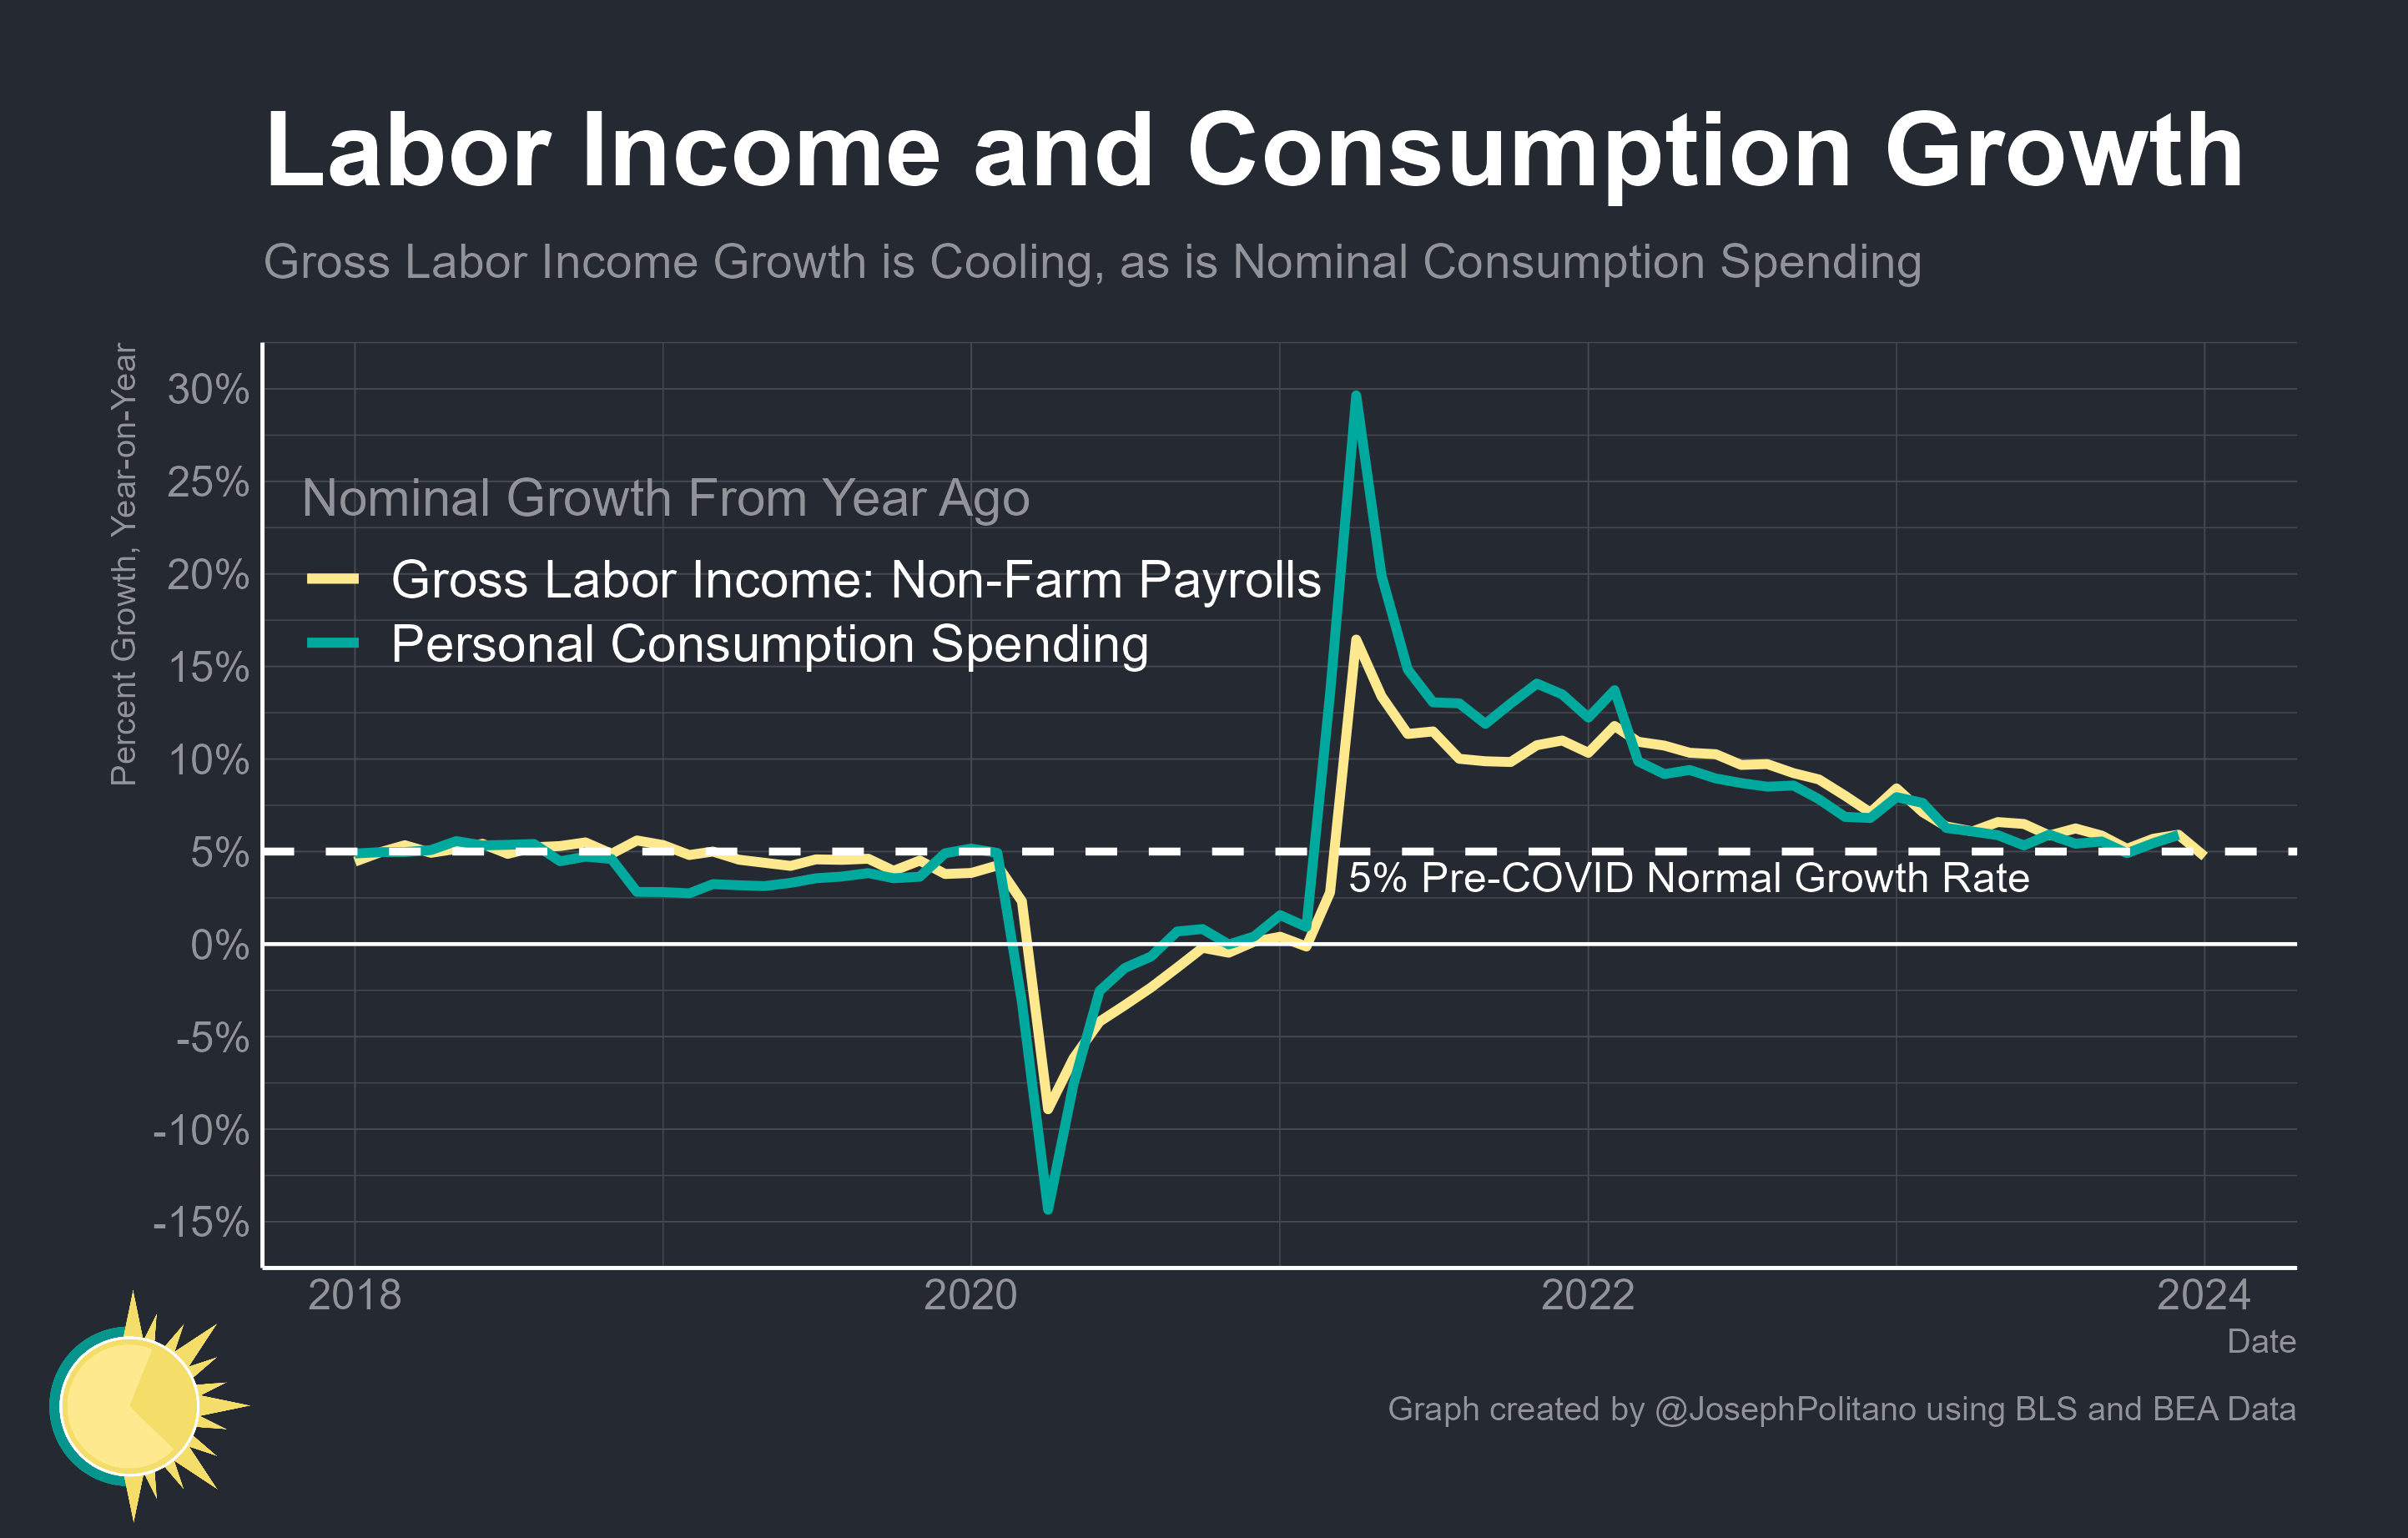 Labor Income and Consumption Growth
Gross Labor Income Growth is Cooling, as is Nominal Consumption Spending
Percent Growth, Year-on-Year
30%
25%
20%
15%
10%
5%
0%
-5%
-10%
-15%
Nominal Growth From Year Ago
Gross Labor Income: Non-Farm Payrolls
Personal Consumption Spending
5% Pre-COVID Normal Growth Rate
2018
2020
2022
2024
Date
Graph created by @JosephPolitano using BLS and BEA Data